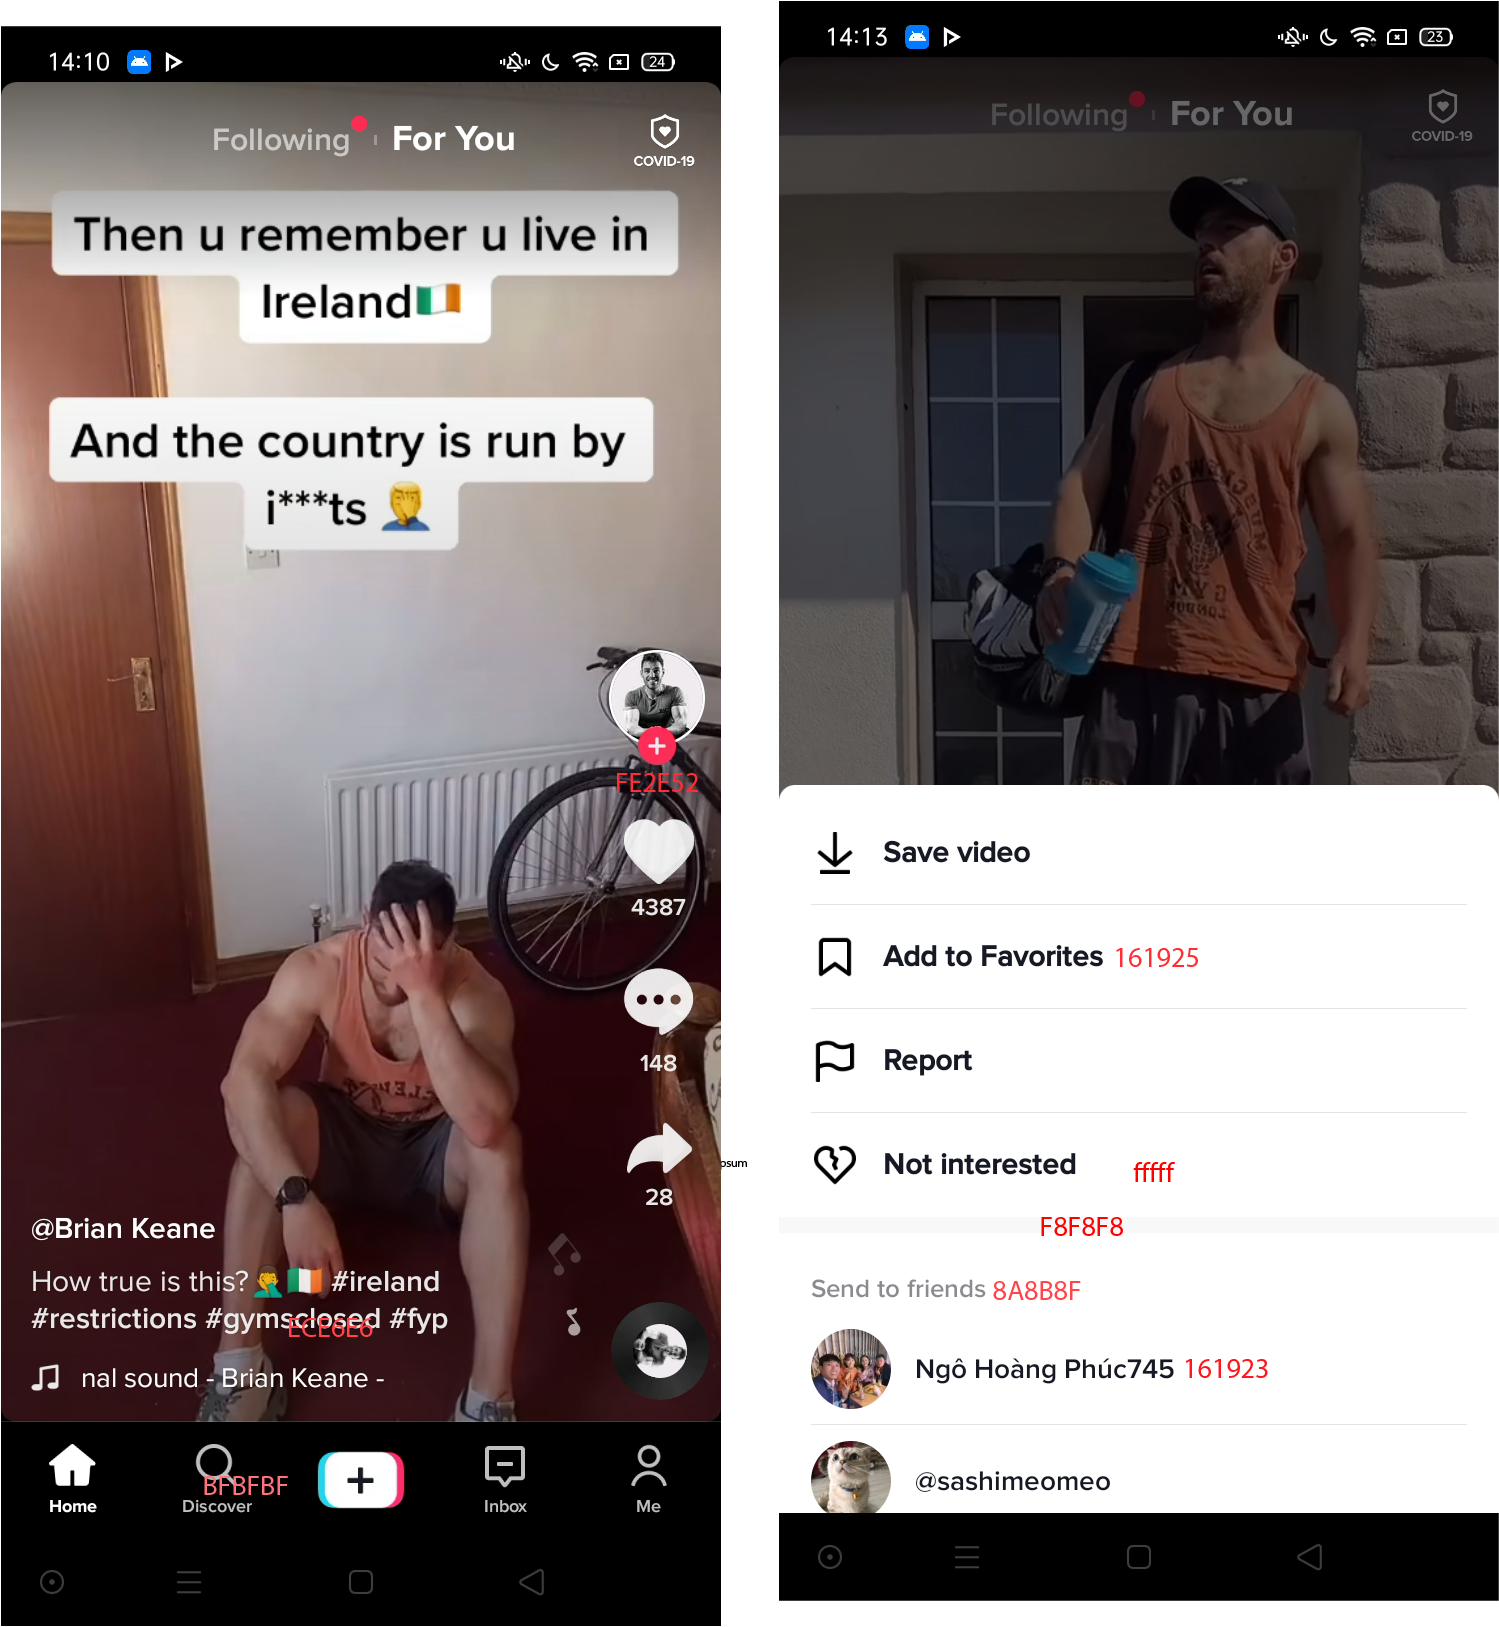 14:10
24
Following
For You
COVID-19
Then u remember u live in
Ireland🇮🇪
And the country is run by
i***ts 🤦‍♂️
FE2E52
4387
148
28
@Brian Keane
How true is this?🤦‍♂️🇮🇪 #ireland
#restrictions #gymsclosed #fyp
ECE6E6
nal sound - Brian Keane -
BFBFBF
Home
Discover
Inbox
Me
psum
14:13
23
Following
For You
COVID-19
GYM
LONDON
Save video
Add to Favorites 161925
Report
Not interested
fffff
F8F8F8
Send to friends 8A8B8F
Ngô Hoàng Phúc745 161923
@sashimeomeo